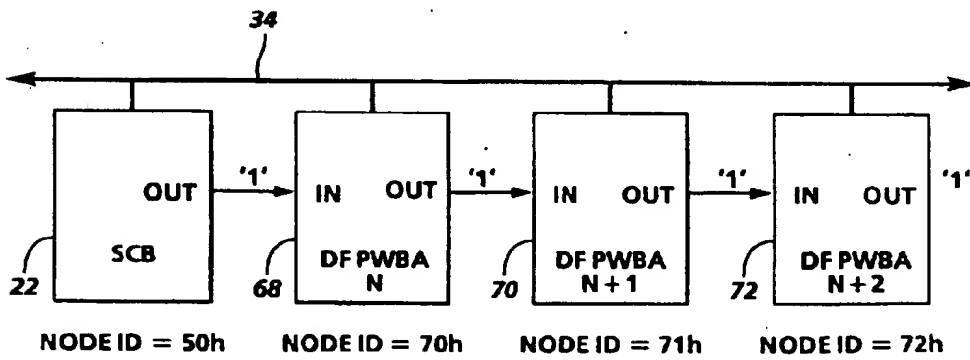 34
OUT
'1'
IN
OUT
'1'
IN
OUT
'1'
IN
OUT
'1'
22
SCB
68
DF PWBA
N
70
DF PWBA
N + 1
72
DF PWBA
N + 2
NODE ID = 50h
NODE ID = 70h
NODE ID = 71h
NODE ID = 72h